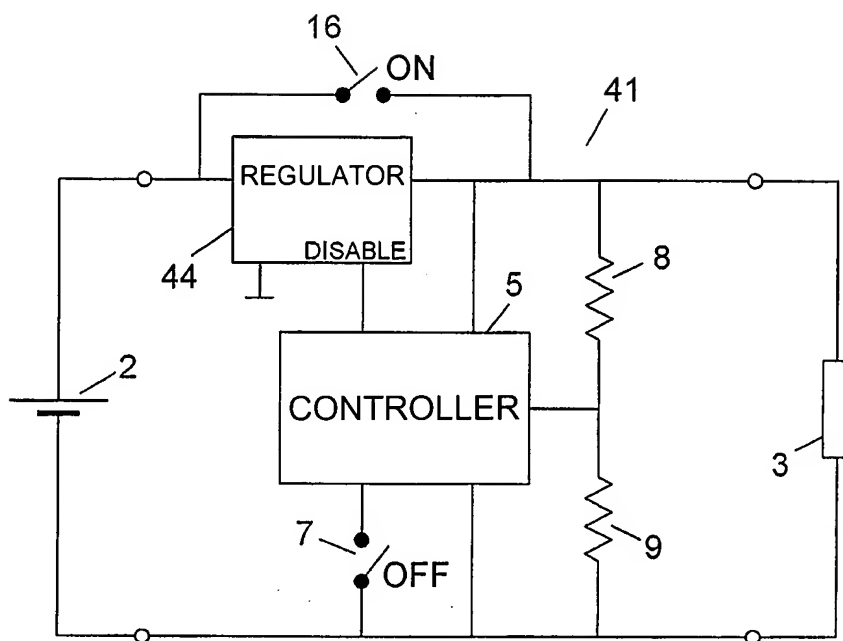 16
ON
41
REGULATOR
DISABLE
44
5
8
2
CONTROLLER
3
7
OFF
9